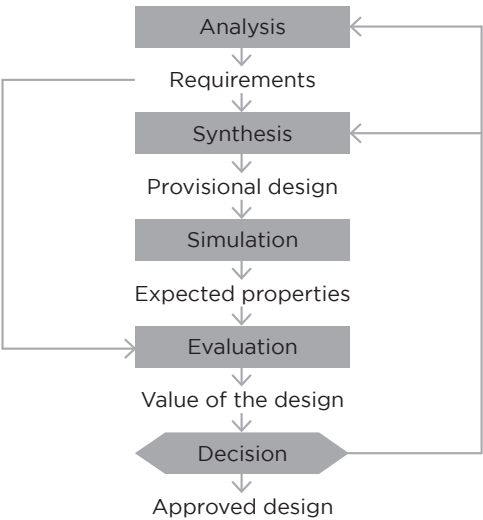 Analysis
Requirements
Synthesis
Provisional design
Simulation
Expected properties
Evaluation
Value of the design
Decision
Approved design